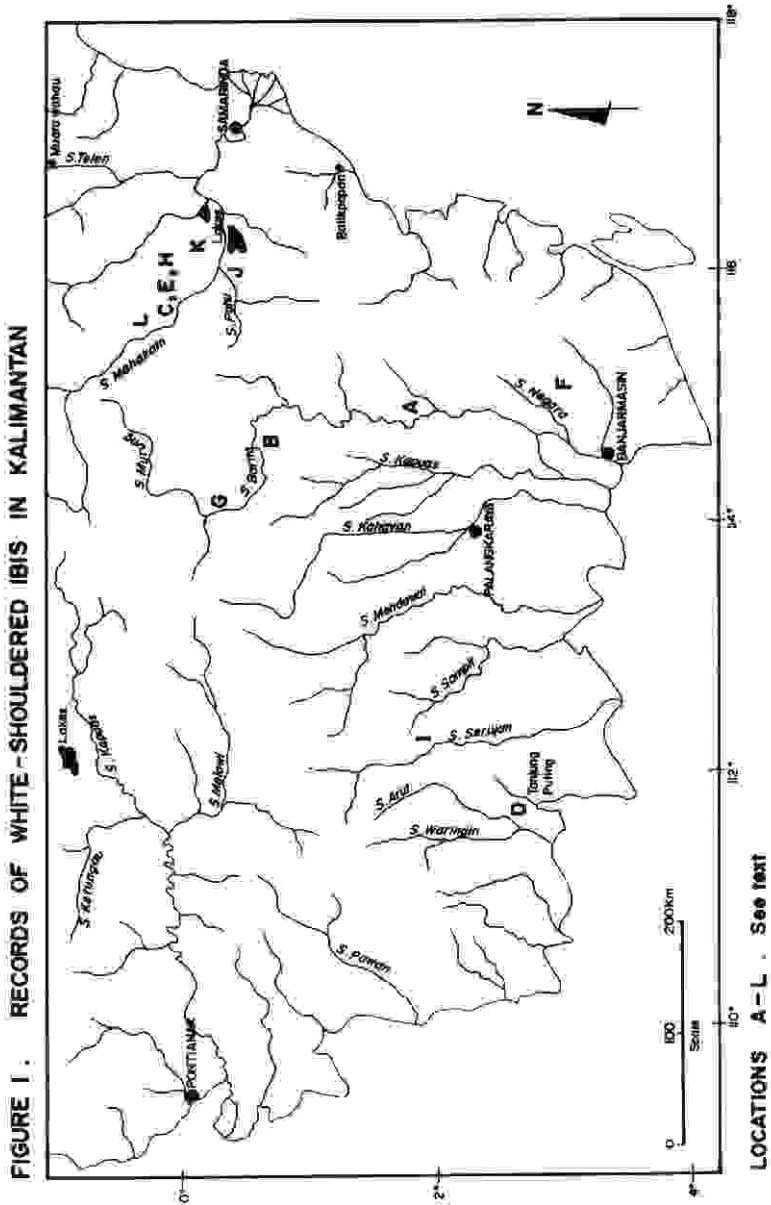 FIGURE 1. RECORDS OF WHITE-SHOULDERED IBIS IN KALIMANTAN
Muara Wahau
S. Telen
SAMARINDA
Lakes
K
J
C, E, H
L
S. Mahakam
S. Pahi
Balikpapan
N
S. Murung
G
S. Barito
B
A
S. Negara
F
BANJARMASIN
S. Kapuas
S. Kahayan
PALANGKARAYA
S. Mendawai
S. Sampit
I
S. Seruyan
Lakes
S. Kapuas
S. Melawi
S. Ketungau
S. Arut
S. Waringin
D
Tanjung
Puting
S. Pawan
PONTIANAK
0°
2°
4°
110°
112°
114°
116°
118°
0 100 200Km
Scale
LOCATIONS A-L. See text